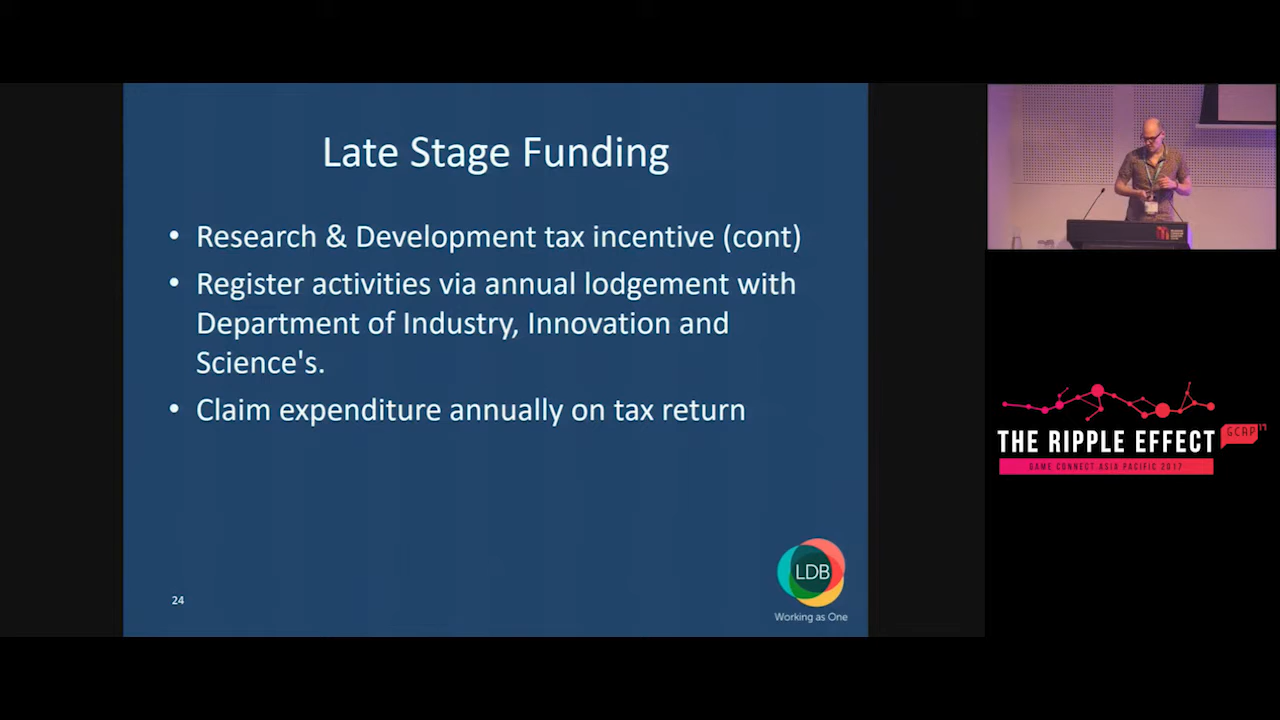 Late Stage Funding
• Research & Development tax incentive (cont)
• Register activities via annual lodgement with
Department of Industry, Innovation and
Science's.
• Claim expenditure annually on tax return
24
LDB
Working as One
THE RIPPLE EFFECT
GCAP 17
GAME CONNECT ASIA PACIFIC 2017